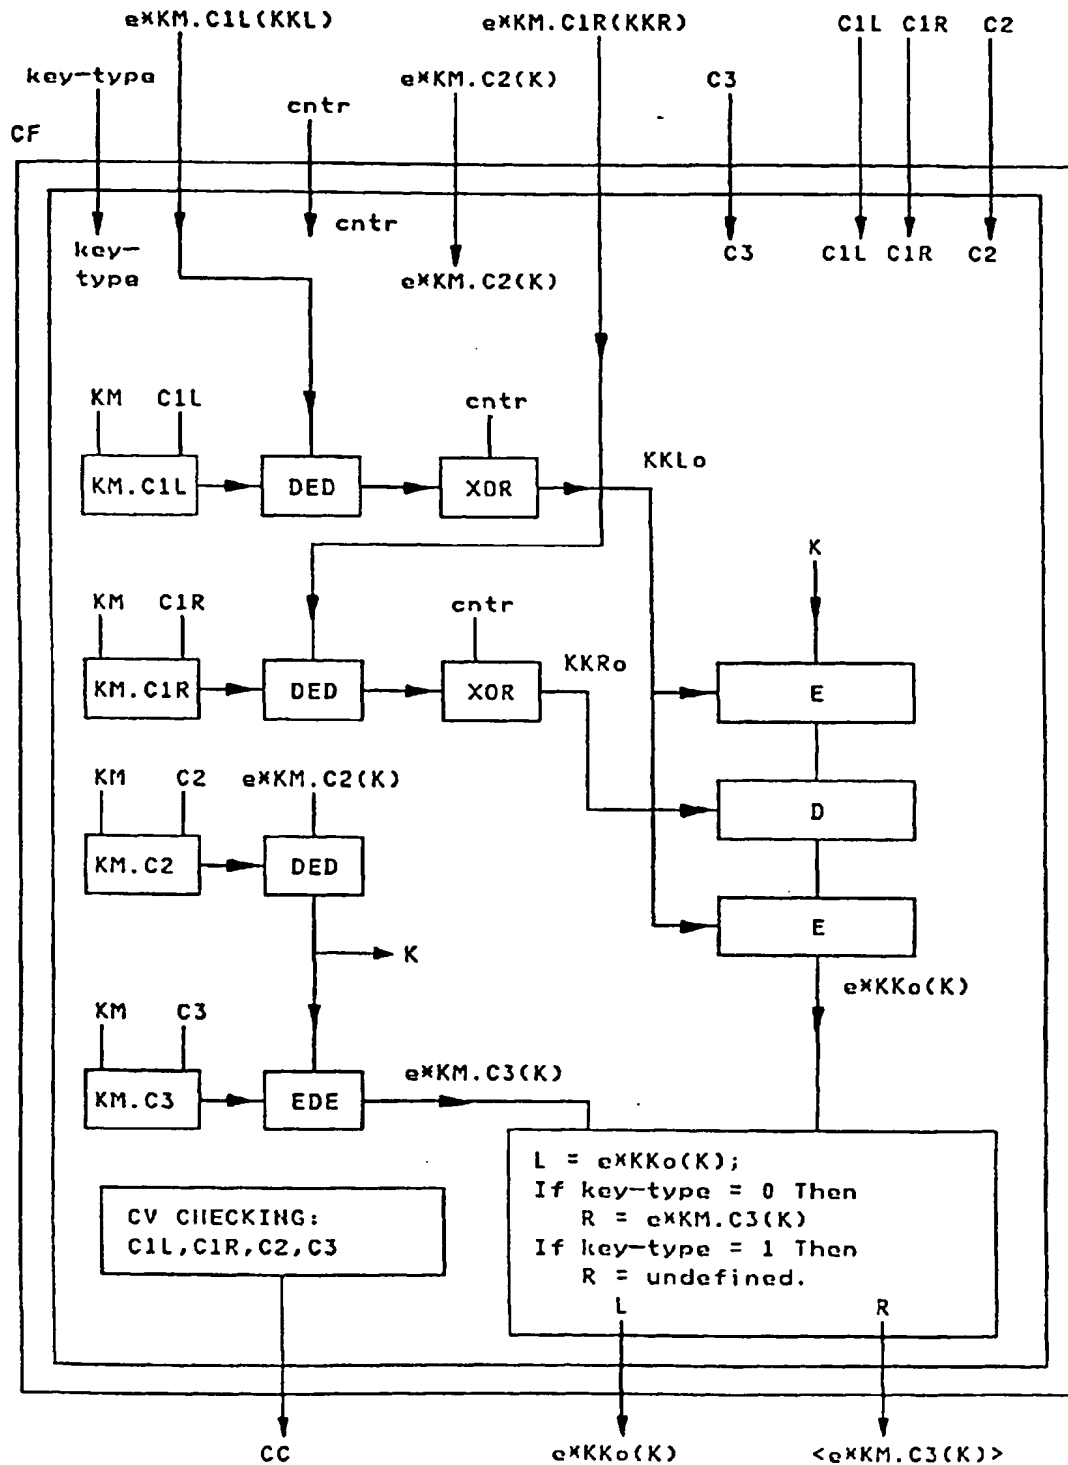 e*KM.C1L(KKL)
e*KM.C1R(KKR)
C1L C1R C2
key-type
cntr
e*KM.C2(K)
C3
CF
key-
type
cntr
e*KM.C2(K)
C3
C1L C1R C2
KM C1L
cntr
KKLo
KM.C1L
DED
XOR
K
KM C1R
cntr
KKRo
KM.C1R
DED
XOR
E
KM C2 e*KM.C2(K)
D
KM.C2
DED
E
K
e*KKo(K)
KM C3
e*KM.C3(K)
KM.C3
EDE
L = e*KKo(K);
If key-type = 0 Then
R = e*KM.C3(K)
If key-type = 1 Then
R = undefined.
L R
CV CHECKING:
C1L,C1R,C2,C3
CC
e*KKo(K)
<e*KM.C3(K)>